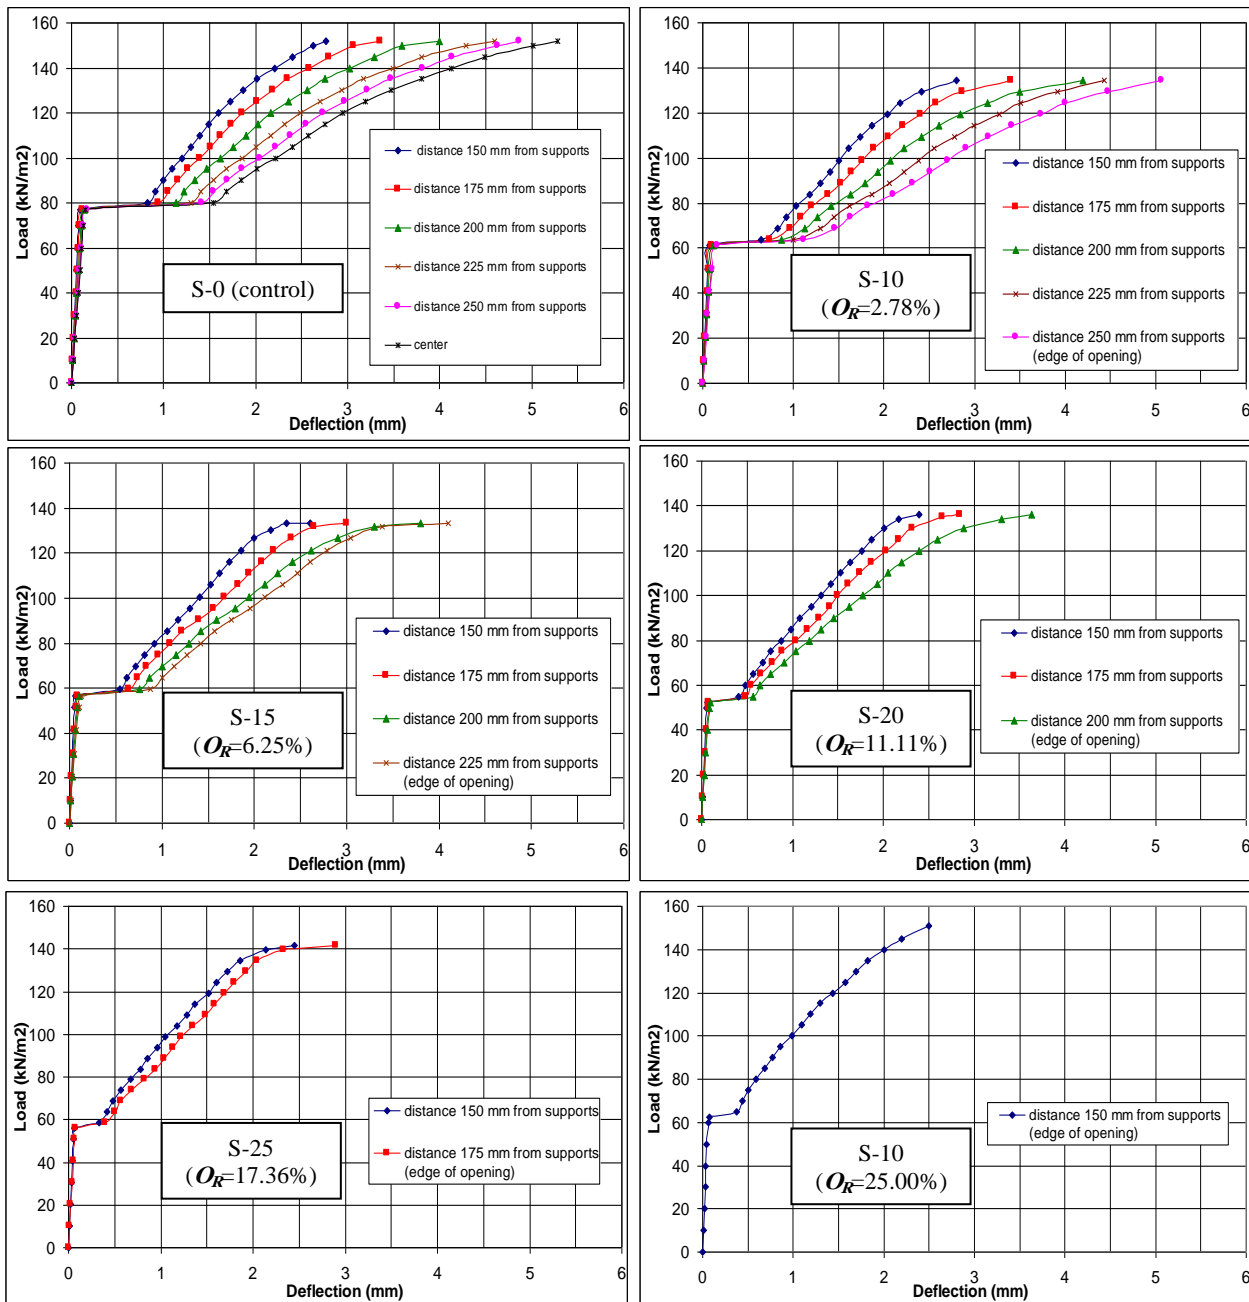 160
140
120
100
80
60
40
20
0
Load (kN/m2)
0
1
2
3
4
5
6
Deflection (mm)
S-0 (control)
distance 150 mm from supports
distance 175 mm from supports
distance 200 mm from supports
distance 225 mm from supports
distance 250 mm from supports
center
160
140
120
100
80
60
40
20
0
Load (kN/m2)
0
1
2
3
4
5
6
Deflection (mm)
S-10
(OR=2.78%)
distance 150 mm from supports
distance 175 mm from supports
distance 200 mm from supports
distance 225 mm from supports
distance 250 mm from supports
(edge of opening)
160
140
120
100
80
60
40
20
0
Load (kN/m2)
0
1
2
3
4
5
6
Deflection (mm)
S-15
(OR=6.25%)
distance 150 mm from supports
distance 175 mm from supports
distance 200 mm from supports
distance 225 mm from supports
(edge of opening)
160
140
120
100
80
60
40
20
0
Load (kN/m2)
0
1
2
3
4
5
6
Deflection (mm)
S-20
(OR=11.11%)
distance 150 mm from supports
distance 175 mm from supports
distance 200 mm from supports
(edge of opening)
160
140
120
100
80
60
40
20
0
Load (kN/m2)
0
1
2
3
4
5
6
Deflection (mm)
S-25
(OR=17.36%)
distance 150 mm from supports
distance 175 mm from supports
(edge of opening)
160
140
120
100
80
60
40
20
0
Load (kN/m2)
0
1
2
3
4
5
6
Deflection (mm)
S-10
(OR=25.00%)
distance 150 mm from supports
(edge of opening)